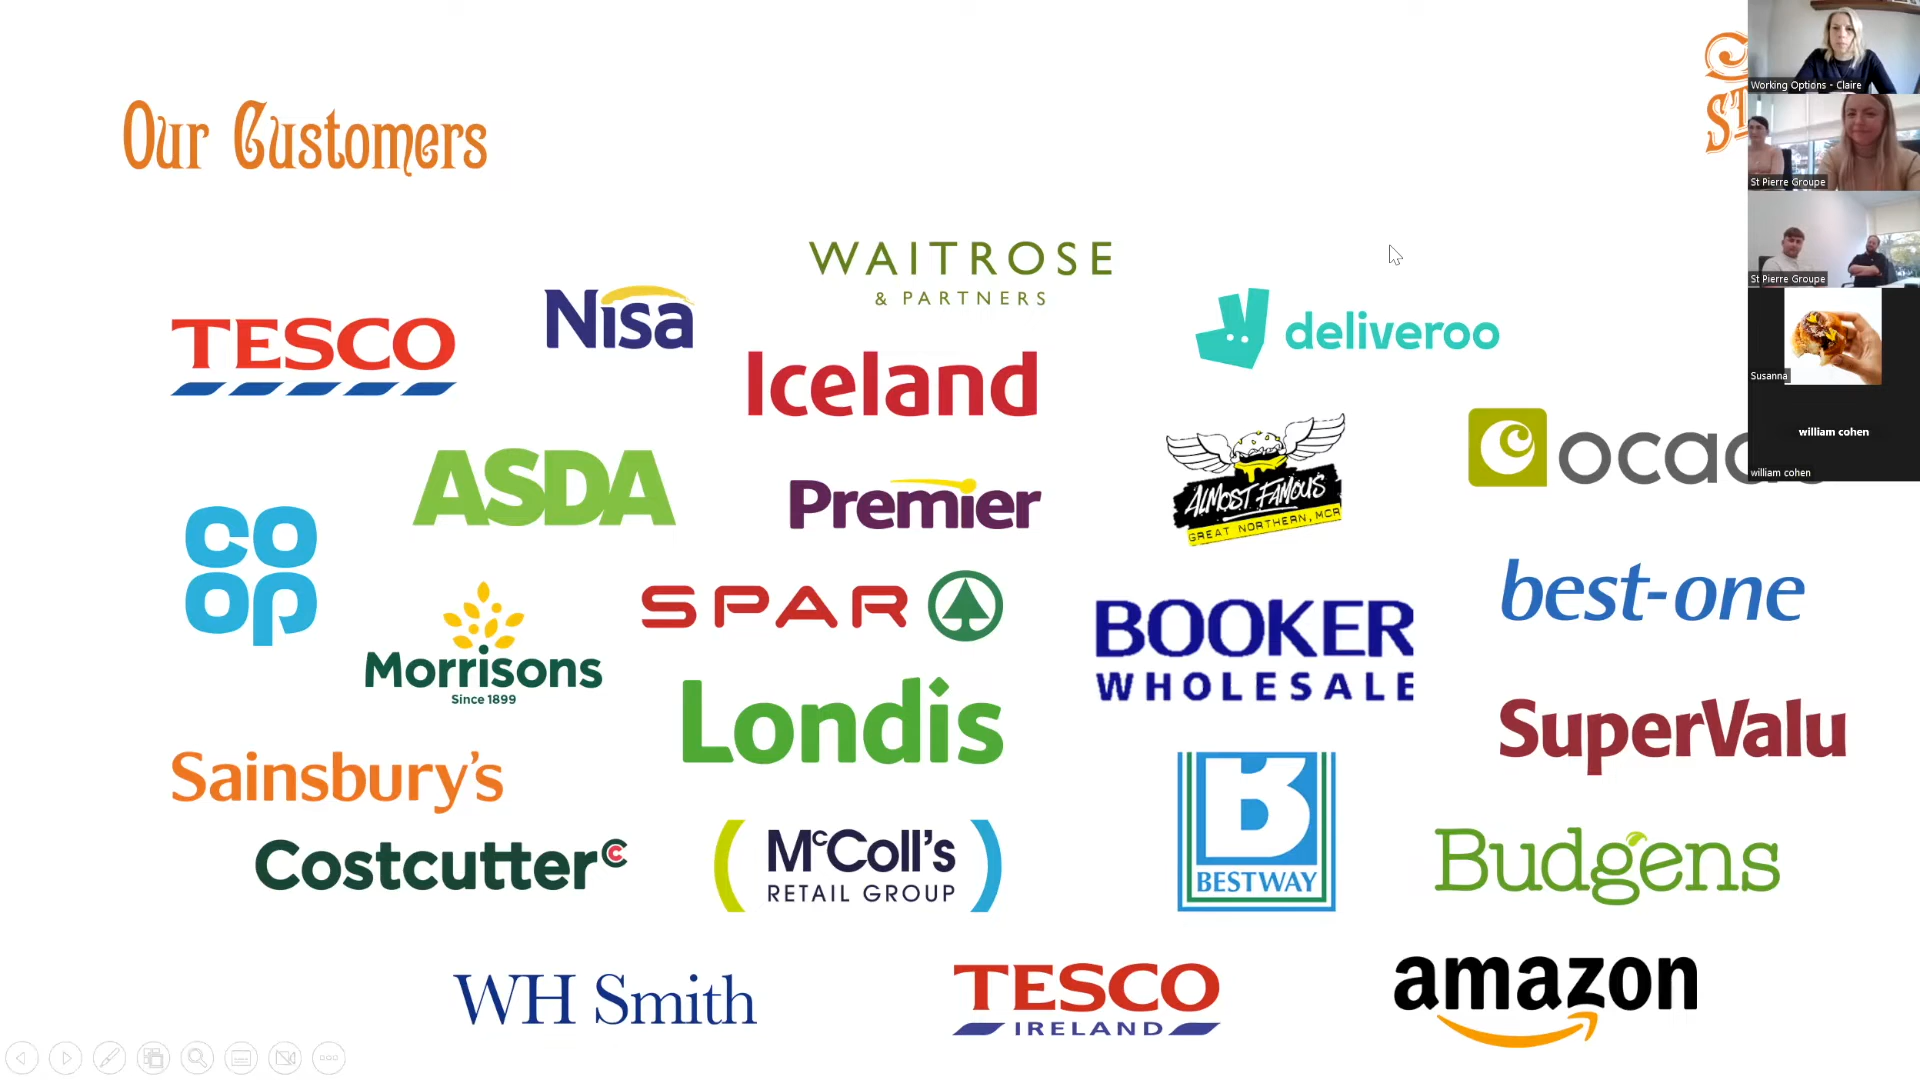 Our Customers
WAITROSE
& PARTNERS
TESCO
Nisa
deliveroo
Iceland
ASDA
Premier
ALMOST FAMOUS
GREAT NORTHERN, MCR
CO
OP
SPAR
best-one
Morrisons
Since 1899
BOOKER
WHOLESALE
Londis
SuperValu
Sainsbury's
Costcutter
McColl's
RETAIL GROUP
B
BESTWAY
Budgens
WH Smith
TESCO
IRELAND
amazon
Working Options - Claire
St Pierre Groupe
St Pierre Groupe
Susanna
william cohen
william cohen